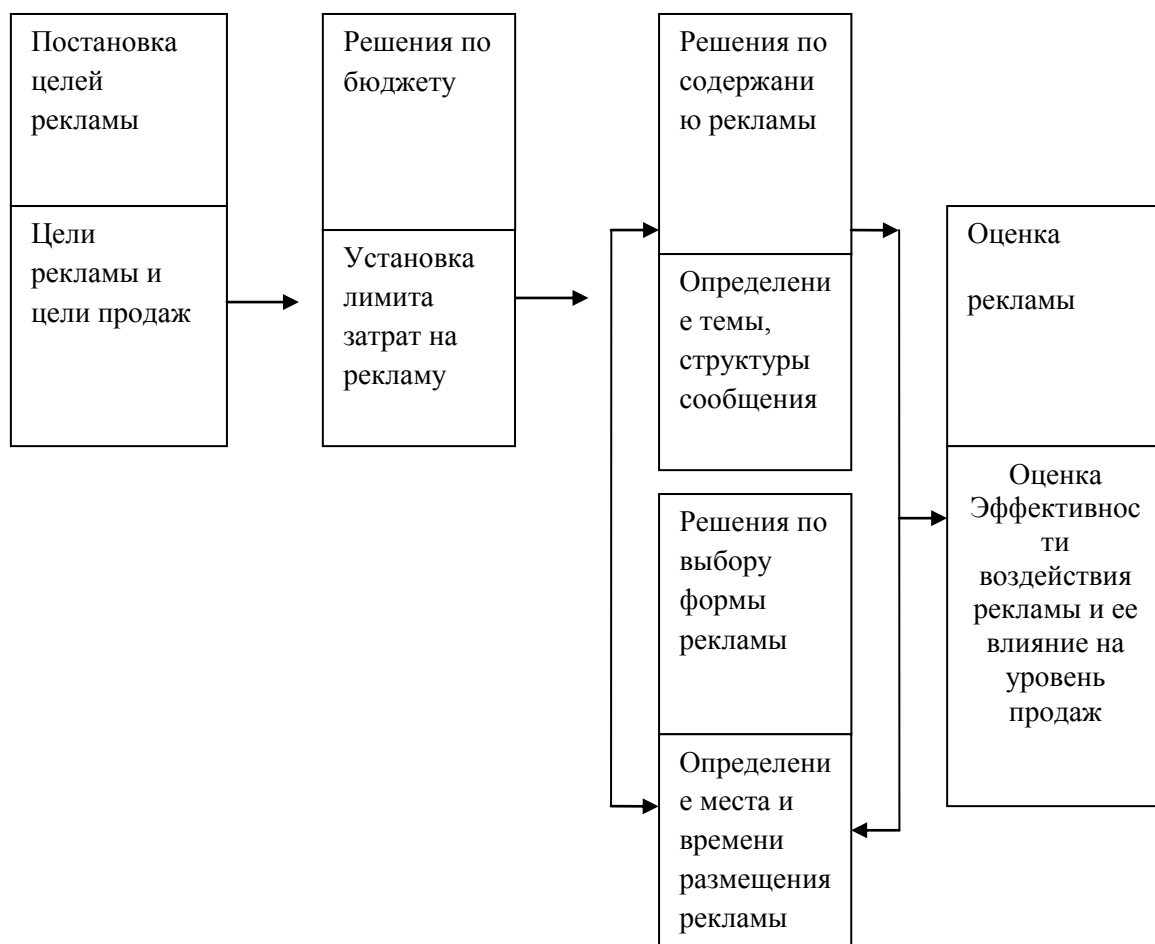 Постановка
целей
рекламы
Цели
рекламы и
цели продаж
Решения по
бюджету
Установка
лимита
затрат на
рекламу
Решения по
содержани
ю рекламы
Определени
е темы,
структуры
сообщения
Решения по
выбору
формы
рекламы
Определени
е места и
времени
размещения
рекламы
Оценка
рекламы
Оценка
Эффективнос
ти
воздействия
рекламы и ее
влияние на
уровень
продаж